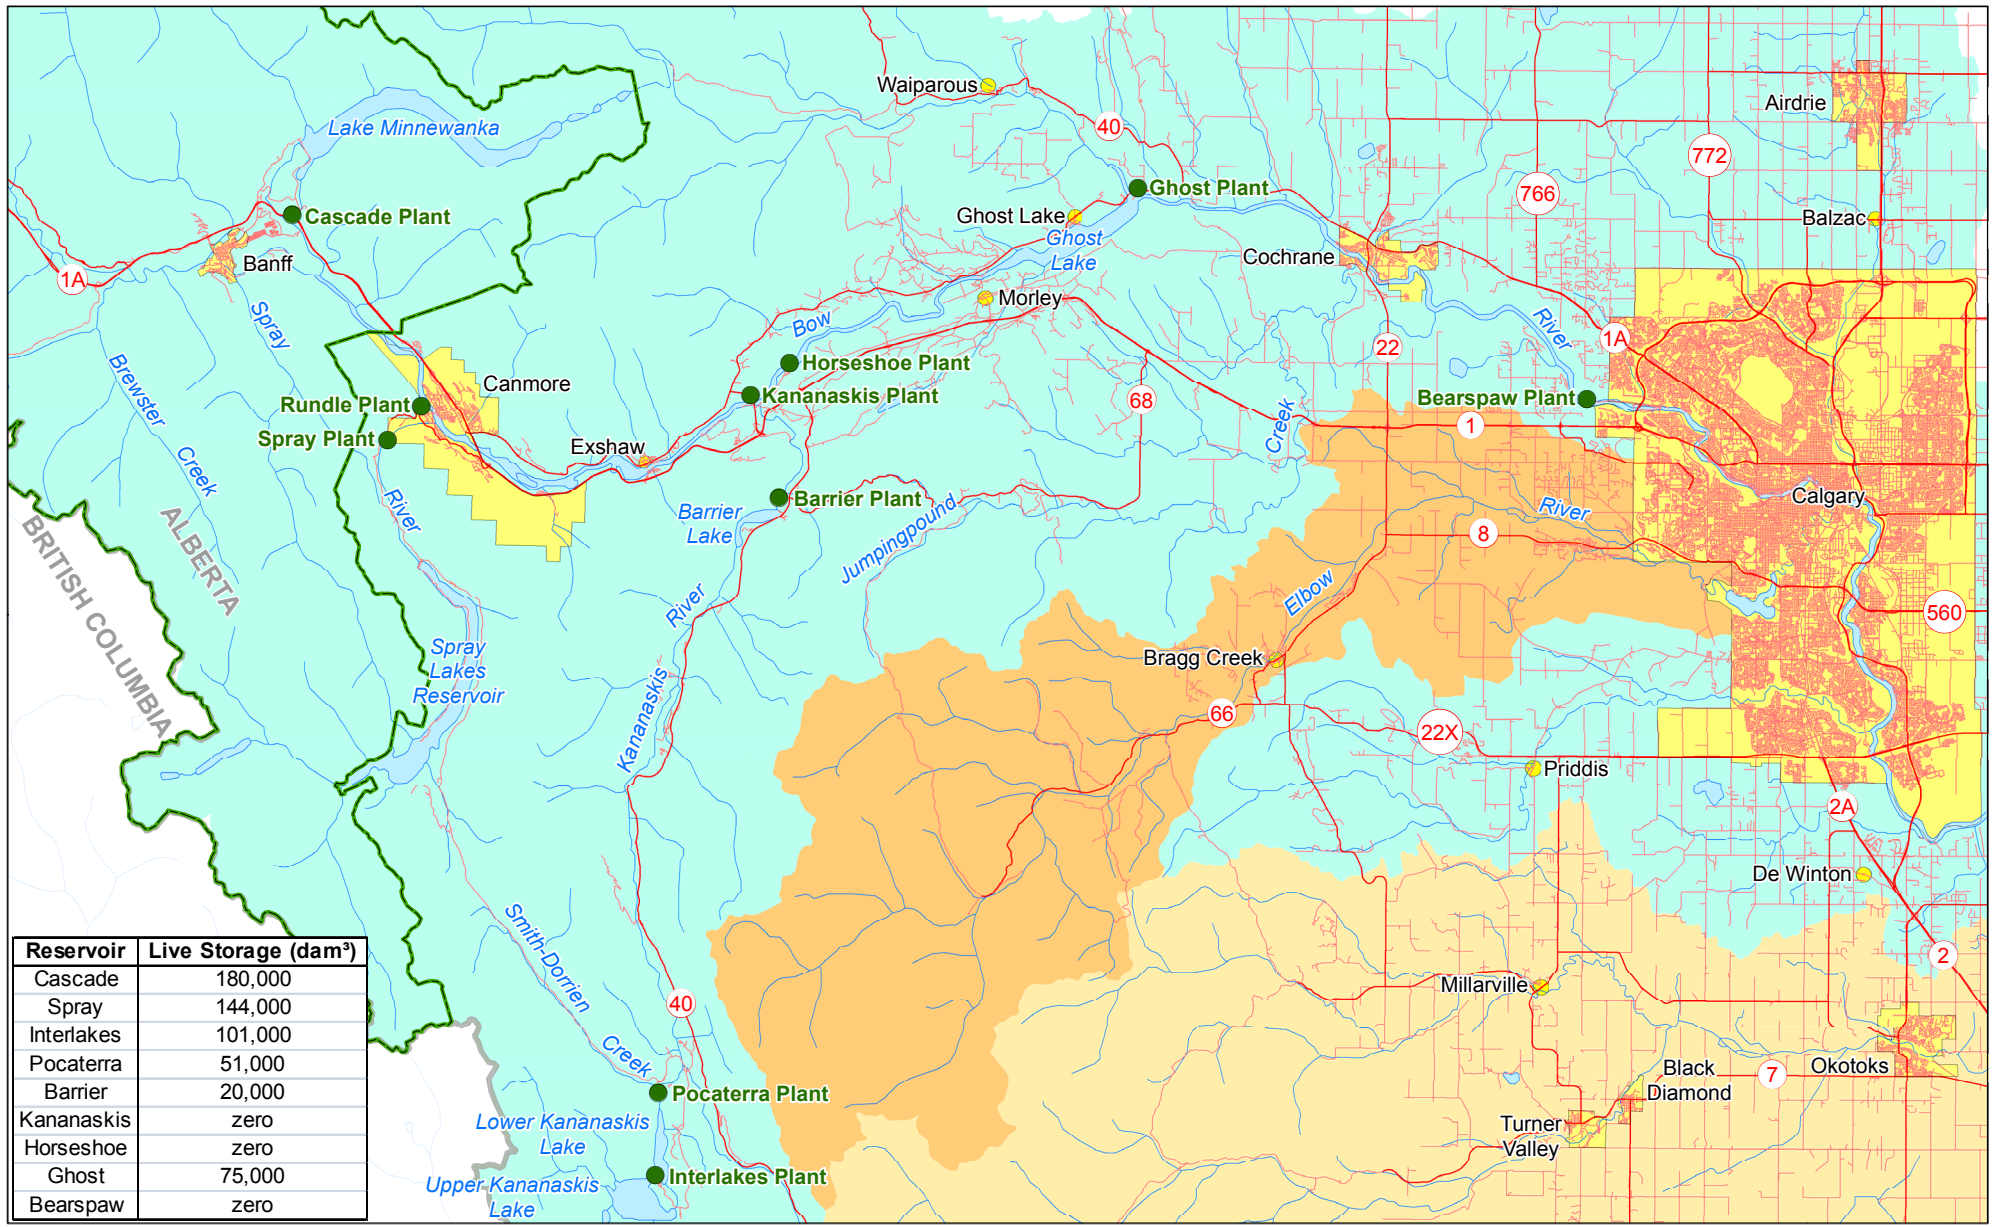 Waiparous
Airdrie
Lake Minnewanka
40
772
Ghost Plant
766
Cascade Plant
Ghost Lake
Balzac
Ghost
Lake
Cochrane
Banff
1A
Morley
Spray
Bow
River
1A
22
Brewster
Horseshoe Plant
Canmore
Kananaskis Plant
Rundle Plant
68
Bearspaw Plant
Creek
1
Spray Plant
Exshaw
Creek
Barrier Plant
Calgary
River
Barrier
Lake
Jumpingpound
River
8
ALBERTA
BRITISH COLUMBIA
River
Elbow
560
Spray
Lakes
Reservoir
Bragg Creek
Kananaskis
66
22X
Priddis
2A
De Winton
Smith-Dorrien
Creek
2
40
Millarville
Black
Diamond
7
Okotoks
Pocaterra Plant
Lower Kananaskis
Lake
Turner
Valley
Interlakes Plant
Upper Kananaskis
Lake
Reservoir Live Storage (dam³)
Cascade 180,000
Spray 144,000
Interlakes 101,000
Pocaterra 51,000
Barrier 20,000
Kananaskis zero
Horseshoe zero
Ghost 75,000
Bearspaw zero